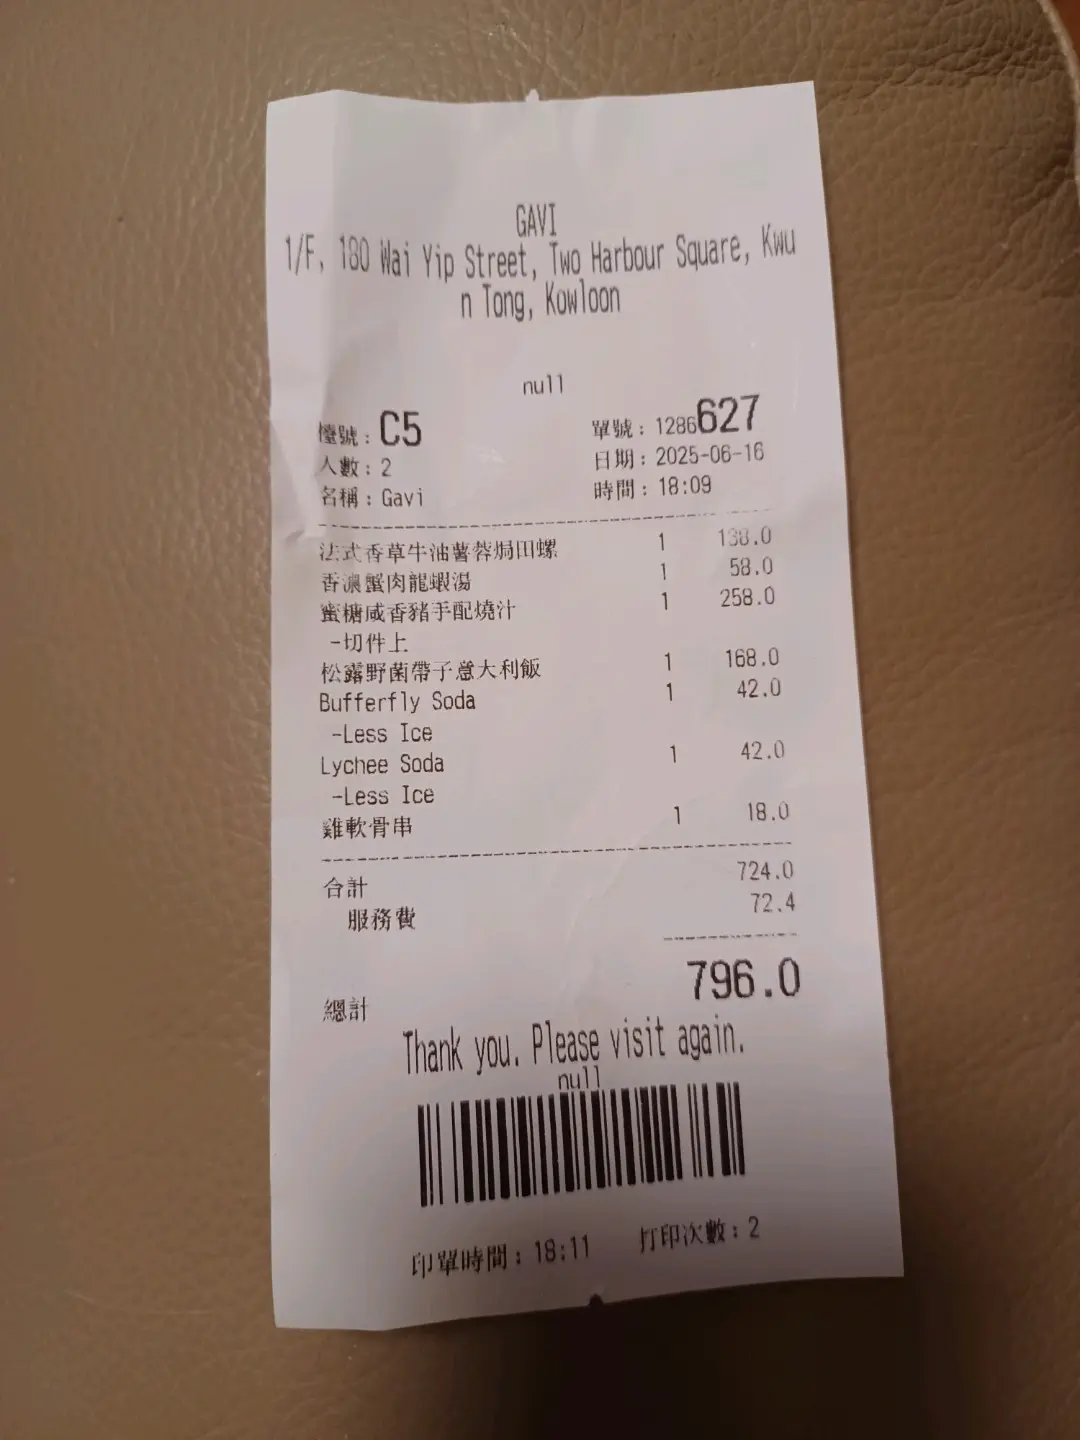 GAVI
1/F, 180 Wai Yip Street, Two Harbour Square, Kwu
n Tong, Kowloon
null
檯號：C5 單號：1286627
人數：2 日期：2025-06-16
名稱：Gavi 時間：18:09
法式香草牛油薯蓉焗田螺 1 138.0
香濃蟹肉龍蝦湯 1 58.0
蜜糖咸香豬手配燒汁 1 258.0
-切件上
松露野菌帶子意大利飯 1 168.0
Bufferfly Soda 1 42.0
-Less Ice
Lychee Soda 1 42.0
-Less Ice
雞軟骨串 1 18.0
合計 724.0
服務費 72.4
總計 796.0
Thank you. Please visit again.
null
印單時間：18:11 打印次數：2